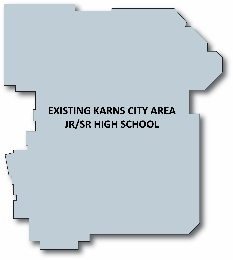 EXISTING KARNS CITY AREA
JR/SR HIGH SCHOOL